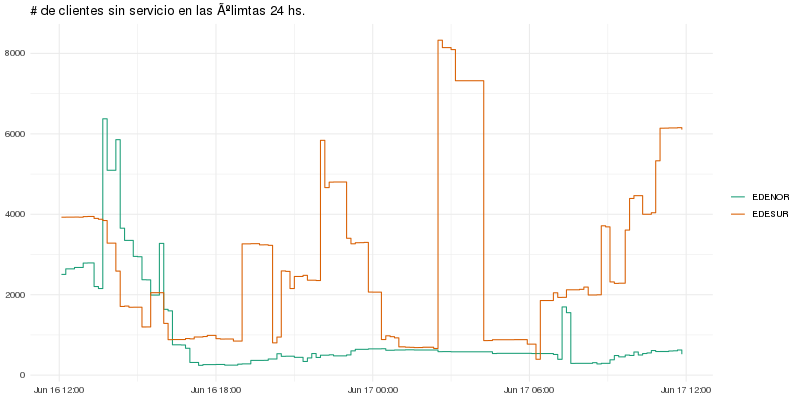 # de clientes sin servicio en las Ãºlimtas 24 hs.
8000
6000
4000
2000
0
Jun 16 12:00
Jun 16 18:00
Jun 17 00:00
Jun 17 06:00
Jun 17 12:00
EDENOR
EDESUR